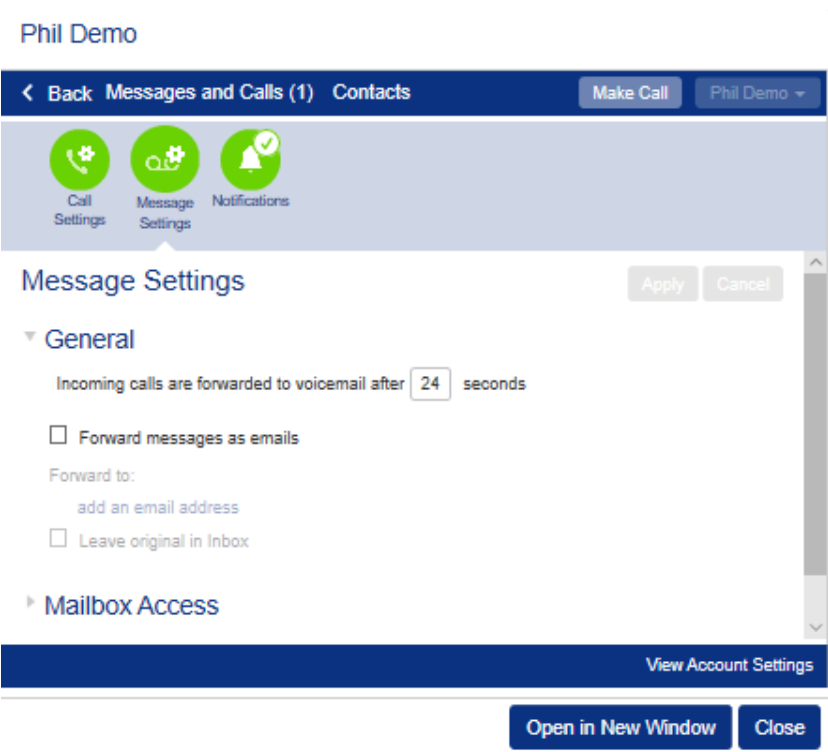 Phil Demo
Back Messages and Calls (1) Contacts Make Call Phil Demo
Call Settings
Message Settings
Notifications
Message Settings Apply Cancel
General
Incoming calls are forwarded to voicemail after 24 seconds
Forward messages as emails
Forward to:
add an email address
Leave original in Inbox
Mailbox Access
View Account Settings
Open in New Window Close